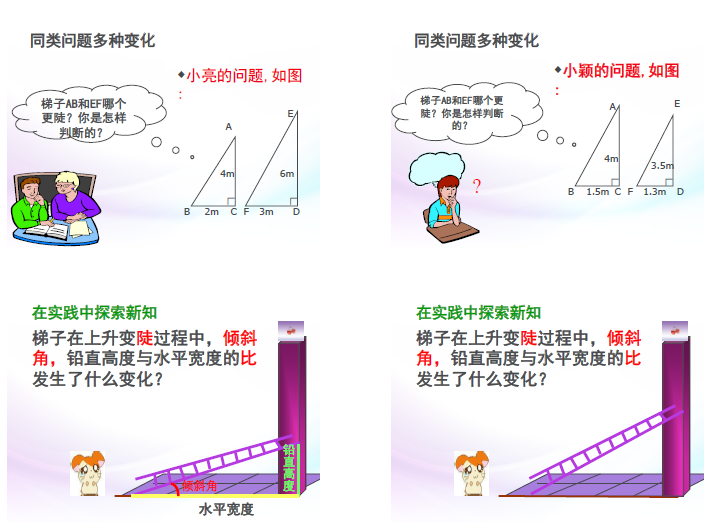 同类问题多种变化
◆小亮的问题,如图
:
梯子AB和EF哪个
更陡？你是怎样
判断的？
A
E
4m
6m
B 2m C F 3m D
同类问题多种变化
◆小颖的问题,如图
:
梯子AB和EF哪个更
陡？你是怎样判断
的？
A
E
4m
3.5m
B 1.5m C F 1.3m D
?
在实践中探索新知
梯子在上升变陡过程中，倾斜
角，铅直高度与水平宽度的比
发生了什么变化？
铅直高度
倾斜角
水平宽度
在实践中探索新知
梯子在上升变陡过程中，倾斜
角，铅直高度与水平宽度的比
发生了什么变化？